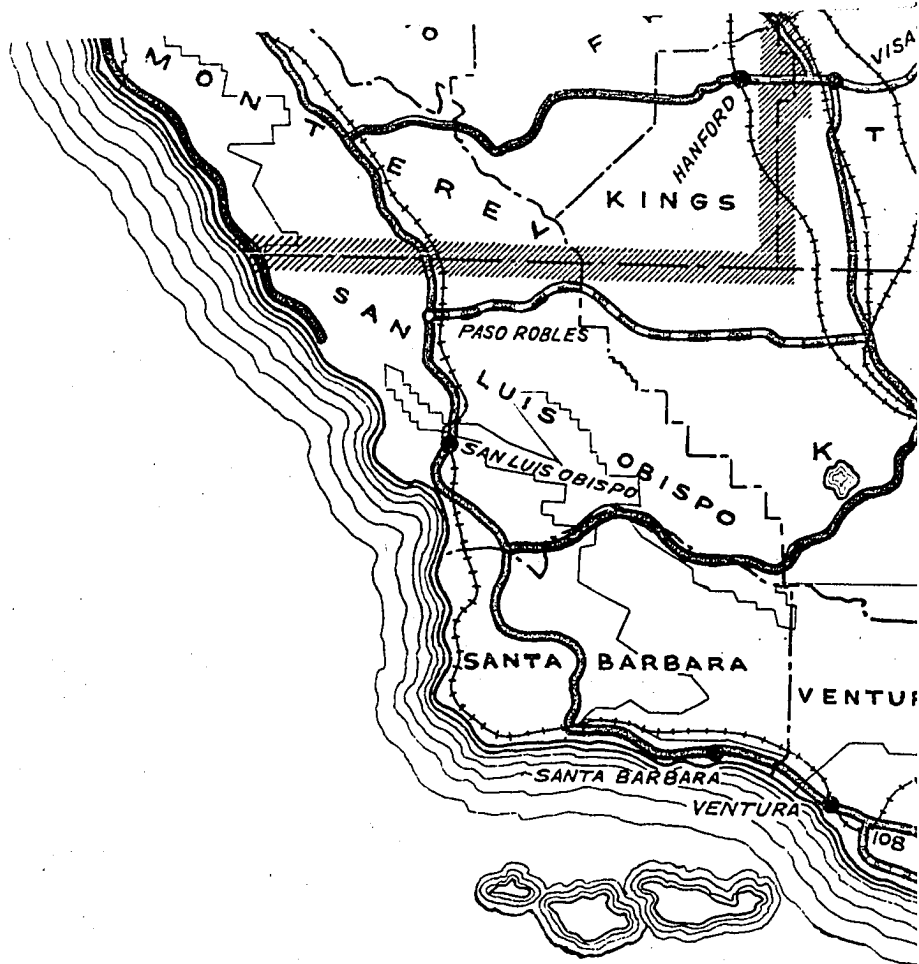 O
F
VISA
MONTEREY
HANFORD
T
KINGS
SAN
PASO ROBLES
LUIS
K
SAN LUIS OBISPO
OBISPO
SANTA BARBARA
VENTUR
SANTA BARBARA
VENTURA
108